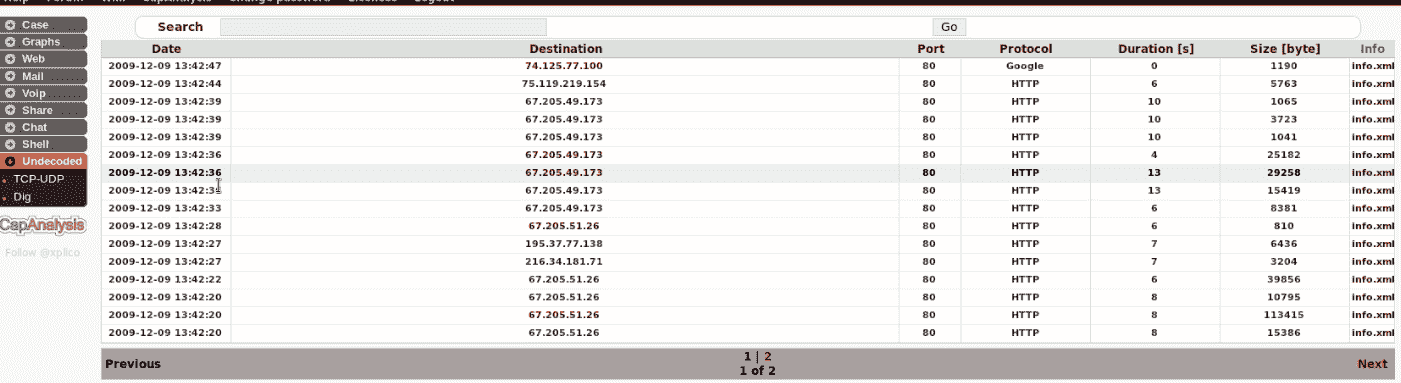 Help Forum Wiki CapAnalysis Change password Licenses Logout
Search Go
Case
Graphs
Web
Mail
Voip
Share
Chat
Shell
Undecoded
TCP-UDP
Dig
CapAnalysis
Follow @xplico
Date Destination Port Protocol Duration [s] Size [byte] Info
2009-12-09 13:42:47 74.125.77.100 80 Google 0 1190 info.xml
2009-12-09 13:42:44 75.119.219.154 80 HTTP 6 5763 info.xml
2009-12-09 13:42:39 67.205.49.173 80 HTTP 10 1065 info.xml
2009-12-09 13:42:39 67.205.49.173 80 HTTP 10 3723 info.xml
2009-12-09 13:42:39 67.205.49.173 80 HTTP 10 1041 info.xml
2009-12-09 13:42:36 67.205.49.173 80 HTTP 4 25182 info.xml
2009-12-09 13:42:36 67.205.49.173 80 HTTP 13 29258 info.xml
2009-12-09 67.205.49.173 80 HTTP 13 15419 info.xml
2009-12-09 13:42:33 67.205.49.173 80 HTTP 6 8381 info.xml
2009-12-09 13:42:28 67.205.51.26 80 HTTP 6 810 info.xml
2009-12-09 13:42:27 195.37.77.138 80 HTTP 7 6436 info.xml
2009-12-09 13:42:27 216.34.181.71 80 HTTP 7 3204 info.xml
2009-12-09 13:42:22 67.205.51.26 80 HTTP 6 39856 info.xml
2009-12-09 13:42:20 67.205.51.26 80 HTTP 8 10795 info.xml
2009-12-09 13:42:20 67.205.51.26 80 HTTP 8 113415 info.xml
2009-12-09 13:42:20 67.205.51.26 80 HTTP 8 15386 info.xml
Previous 1 | 2 Next
1 of 2